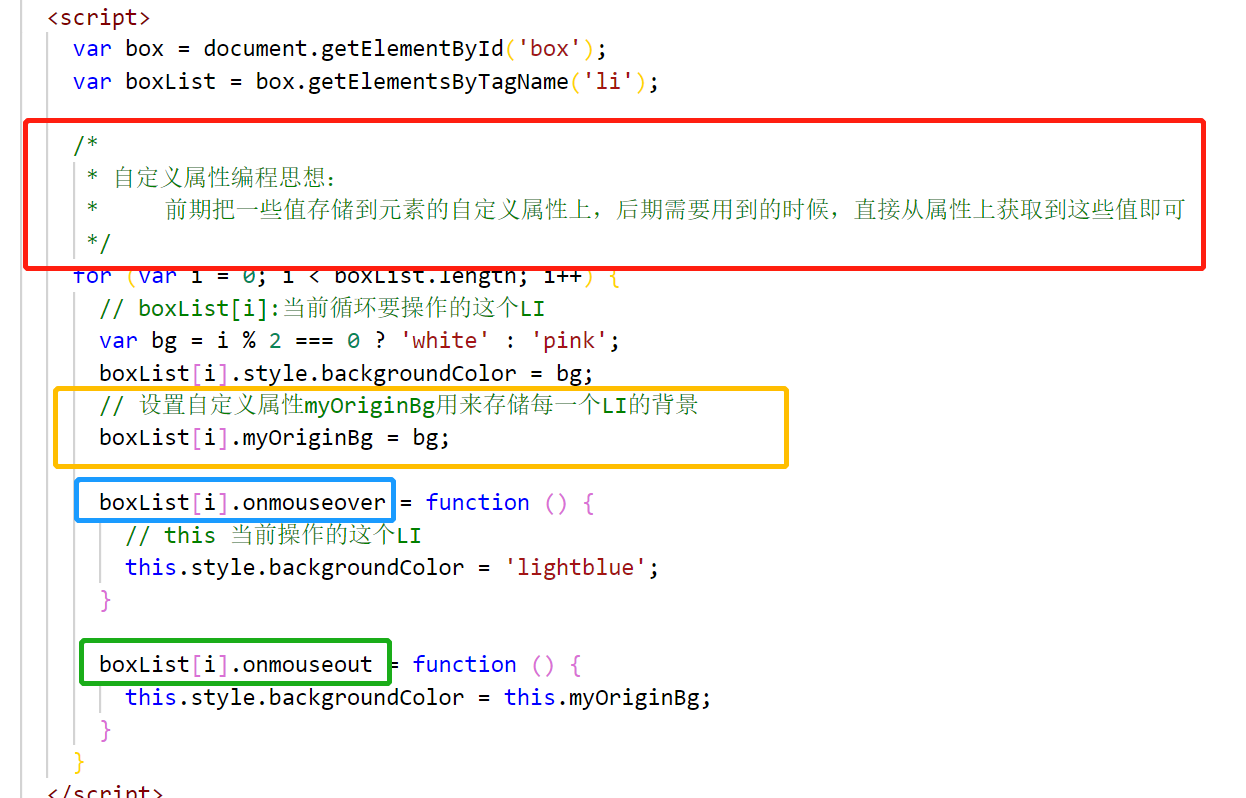 <script>
var box = document.getElementById('box');
var boxList = box.getElementsByTagName('li');
/*
* 自定义属性编程思想：
* 前期把一些值存储到元素的自定义属性上，后期需要用到的时候，直接从属性上获取到这些值即可
*/
for (var i = 0; i < boxList.length; i++) {
// boxList[i]:当前循环要操作的这个LI
var bg = i % 2 === 0 ? 'white' : 'pink';
boxList[i].style.backgroundColor = bg;
// 设置自定义属性myOriginBg用来存储每一个LI的背景
boxList[i].myOriginBg = bg;
boxList[i].onmouseover = function () {
// this 当前操作的这个LI
this.style.backgroundColor = 'lightblue';
}
boxList[i].onmouseout = function () {
this.style.backgroundColor = this.myOriginBg;
}
}
</script>